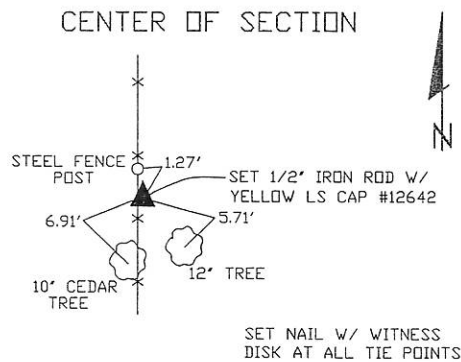 CENTER OF SECTION
N
STEEL FENCE
POST
1.27'
SET 1/2" IRON ROD W/
YELLOW LS CAP #12642
6.91'
5.71'
10" CEDAR
TREE
12" TREE
SET NAIL W/ WITNESS
DISK AT ALL TIE POINTS